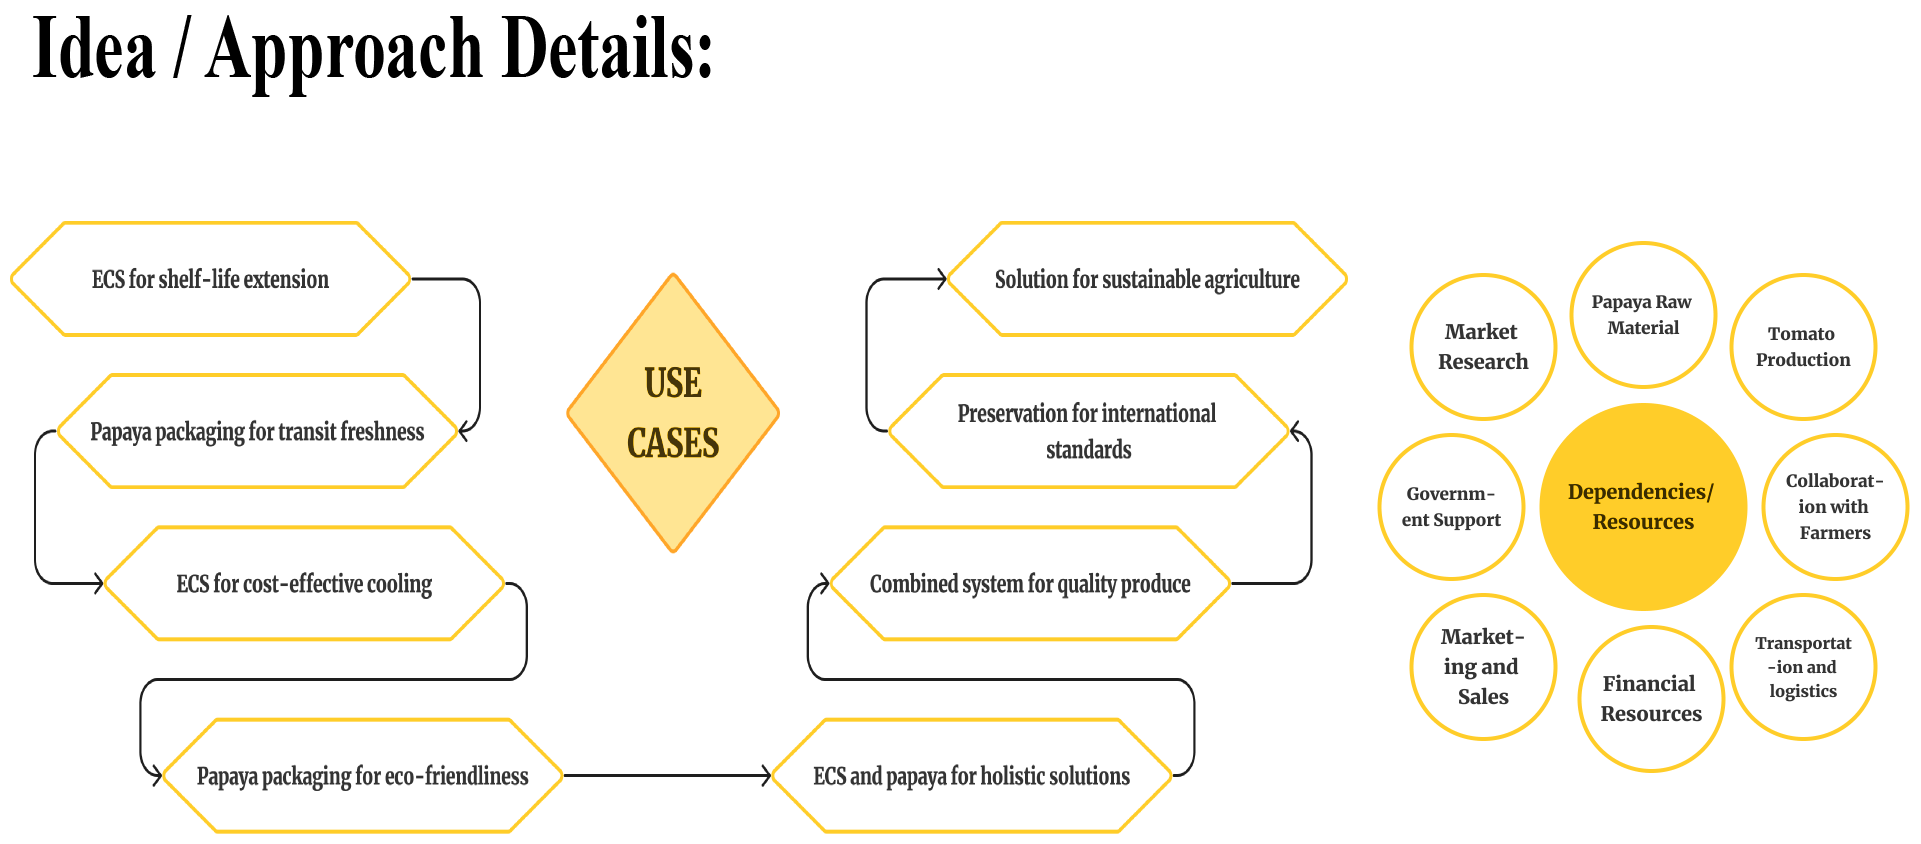 Idea / Approach Details:
ECS for shelf-life extension
Papaya packaging for transit freshness
ECS for cost-effective cooling
Papaya packaging for eco-friendliness
USE
CASES
ECS and papaya for holistic solutions
Combined system for quality produce
Preservation for international
standards
Solution for sustainable agriculture
Dependencies/
Resources
Papaya Raw
Material
Tomato
Production
Collaborat-
ion with
Farmers
Transportat
-ion and
logistics
Financial
Resources
Market-
ing and
Sales
Governm-
ent Support
Market
Research